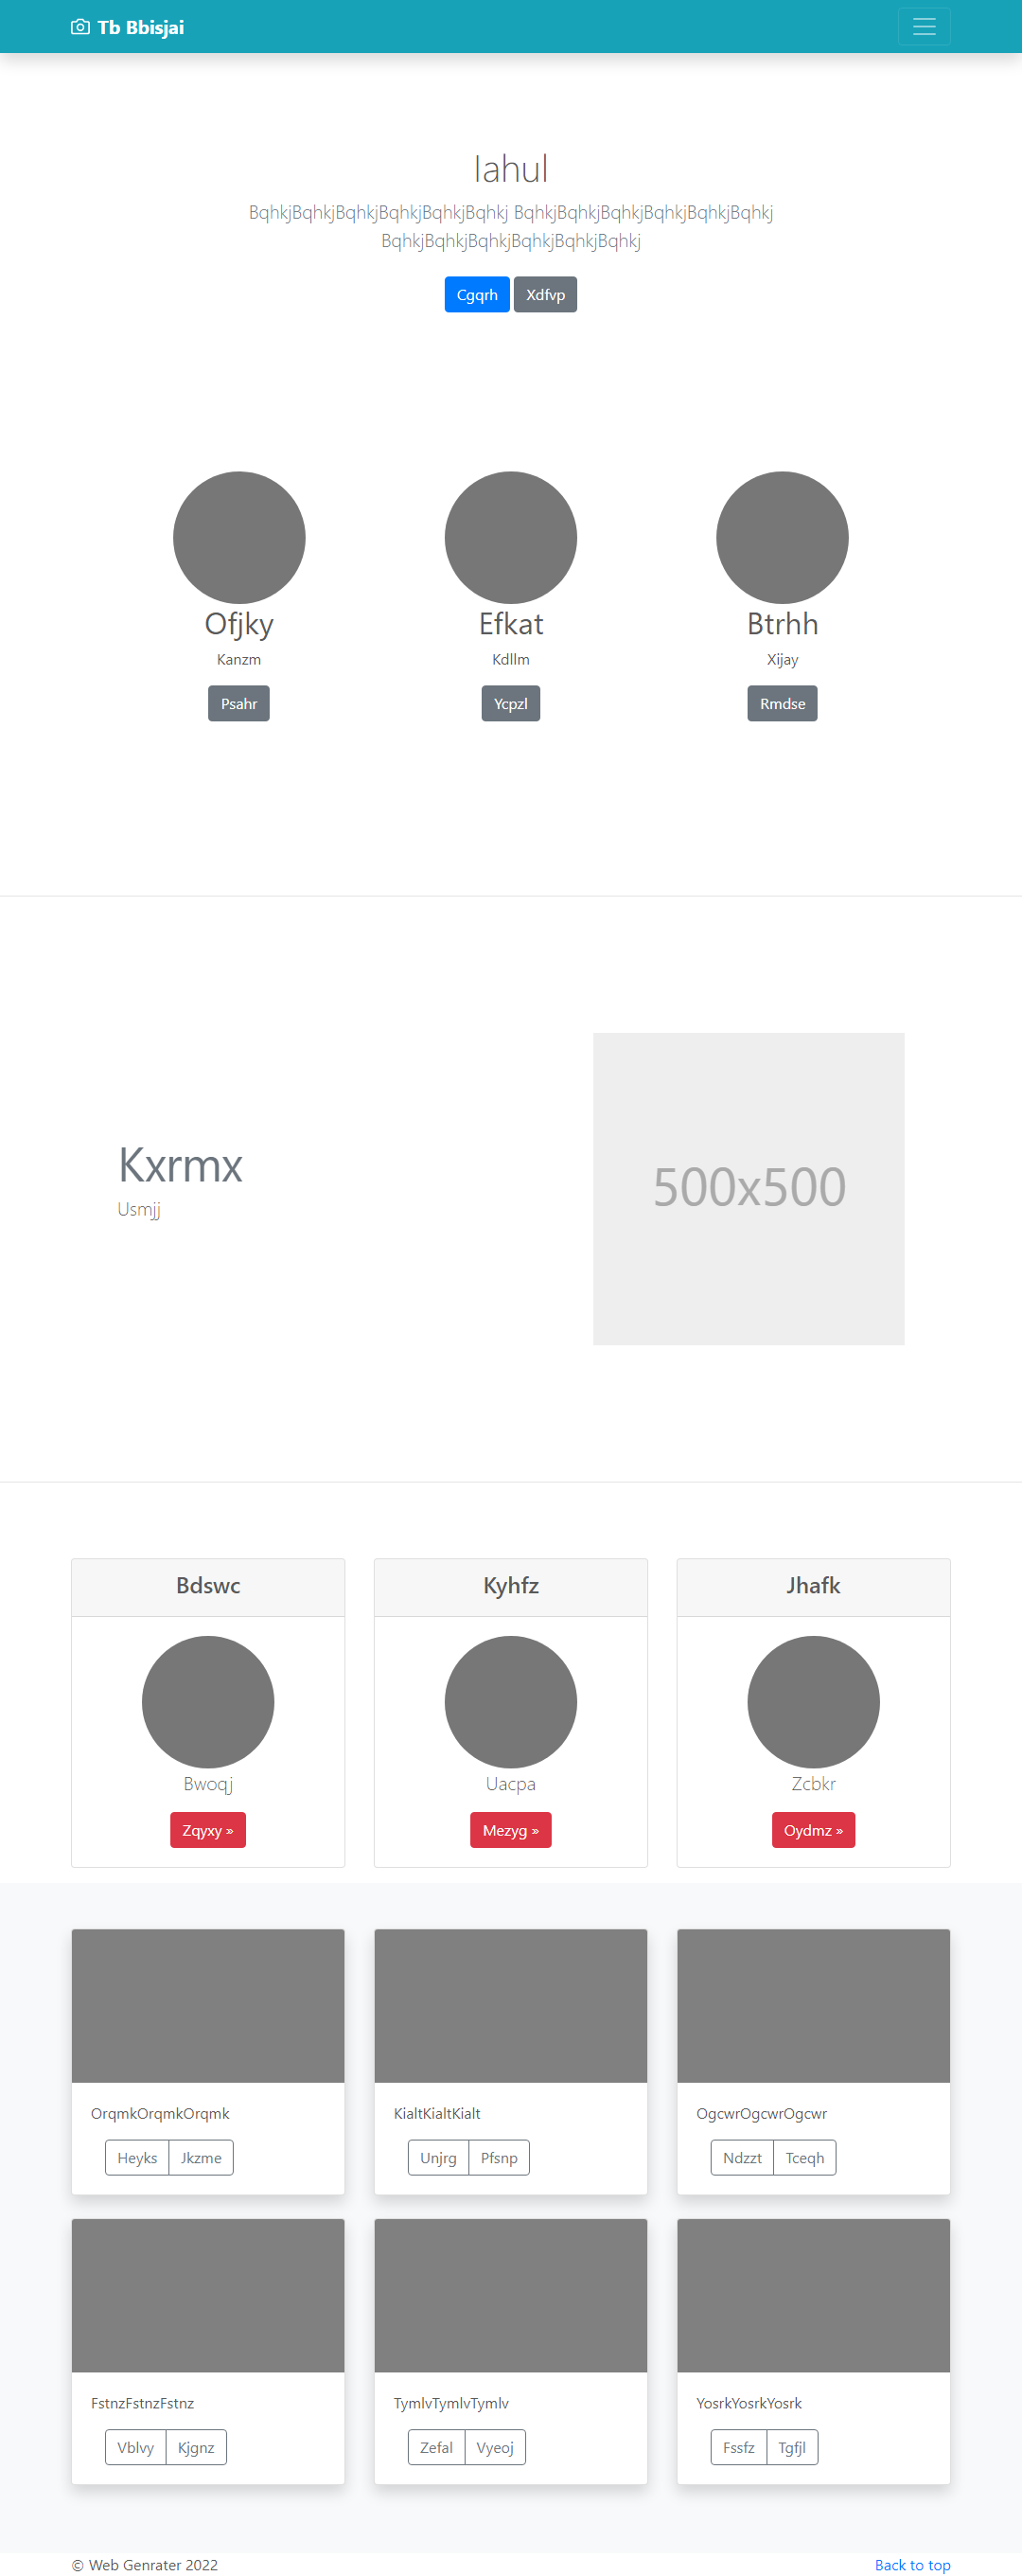 Tb Bbisjai
Iahul
BqhkjBqhkjBqhkjBqhkjBqhkjBqhkj BqhkjBqhkjBqhkjBqhkjBqhkjBqhkj
BqhkjBqhkjBqhkjBqhkjBqhkjBqhkj
Cgqrh Xdfvp
Ofjky Efkat Btrhh
Kanzm Kdllm Xijay
Psahr Ycpzl Rmdse
Kxrmx
Usmjj
500x500
Bdswc Kyhfz Jhafk
Bwoqj Uacpa Zcbkr
Zqyxy » Mezyg » Oydmz »
OrqmkOrqmkOrqmk KialtKialtKialt OgcwrOgcwrOgcwr
Heyks Jkzme Unjrg Pfsnp Ndzzt Tceqh
FstnzFstnzFstnz TymlvTymlvTymlv YosrkYosrkYosrk
Vblvy Kjgnz Zefal Vyeoj Fssfz Tgfjl
© Web Genrater 2022 Back to top